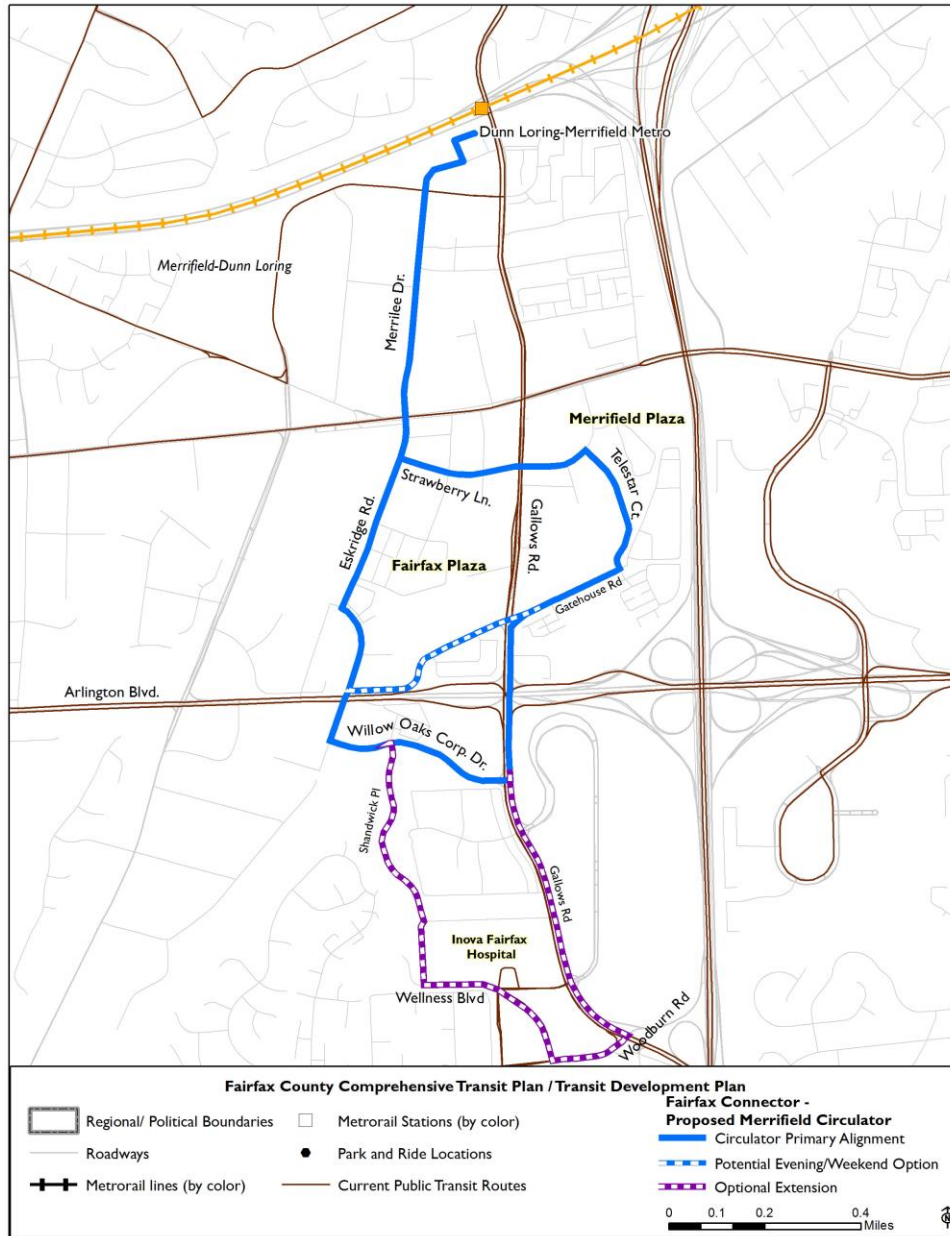 Dunn Loring-Merrifield Metro
Merrifield-Dunn Loring
Merrilee Dr.
Merrifield Plaza
Telestar Ct.
Strawberry Ln.
Eskridge Rd.
Gallows Rd.
Fairfax Plaza
Gatehouse Rd
Arlington Blvd.
Willow Oaks Corp. Dr.
Shandwick Pl
Gallows Rd
Inova Fairfax
Hospital
Wellness Blvd
Woodburn Rd
Fairfax County Comprehensive Transit Plan / Transit Development Plan
Regional/ Political Boundaries
Roadways
Metrorail lines (by color)
Metrorail Stations (by color)
Park and Ride Locations
Current Public Transit Routes
Fairfax Connector -
Proposed Merrifield Circulator
Circulator Primary Alignment
Potential Evening/Weekend Option
Optional Extension
0 0.1 0.2 0.4
Miles
N